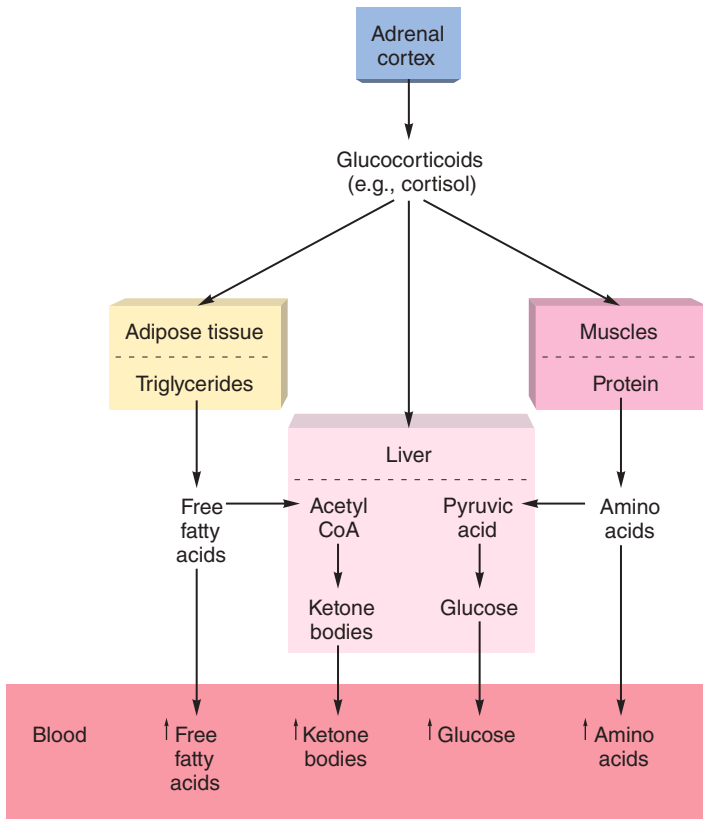 Adrenal
cortex
Glucocorticoids
(e.g., cortisol)
Adipose tissue
Triglycerides
Muscles
Protein
Liver
Free
fatty
acids
Acetyl
CoA
Pyruvic
acid
Amino
acids
Ketone
bodies
Glucose
Blood
↑Free
fatty
acids
↑Ketone
bodies
↑Glucose
↑Amino
acids